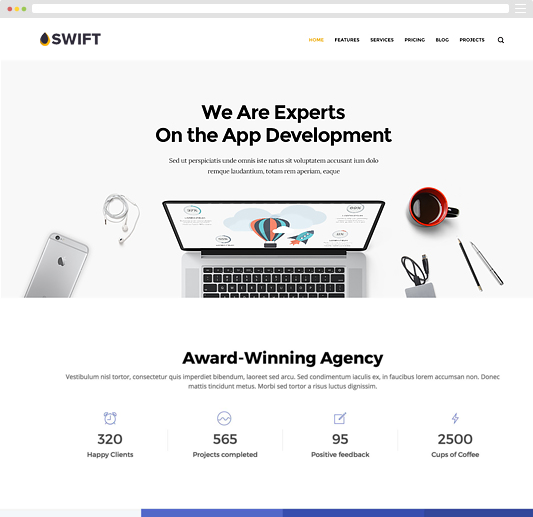 SWIFT
HOME FEATURES SERVICES PRICING BLOG PROJECTS
We Are Experts
On the App Development
Sed ut perspiciatis unde omnis iste natus sit voluptatem accusant ium dolo
remque laudantium, totam rem aperiam, eaque
Award-Winning Agency
Vestibulum nisl tortor, consectetur quis imperdiet bibendum, laoreet sed arcu. Sed condimentum iaculis ex, in faucibus lorem accumsan non. Donec
mattis tincidunt metus. Morbi sed tortor a risus luctus dignissim.
320 565 95 2500
Happy Clients Projects completed Positive feedback Cups of Coffee